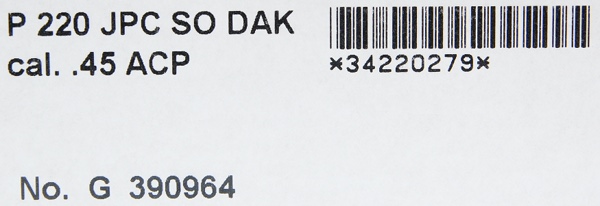 P 220 JPC SO DAK
cal. .45 ACP
*34220279*
No. G 390964